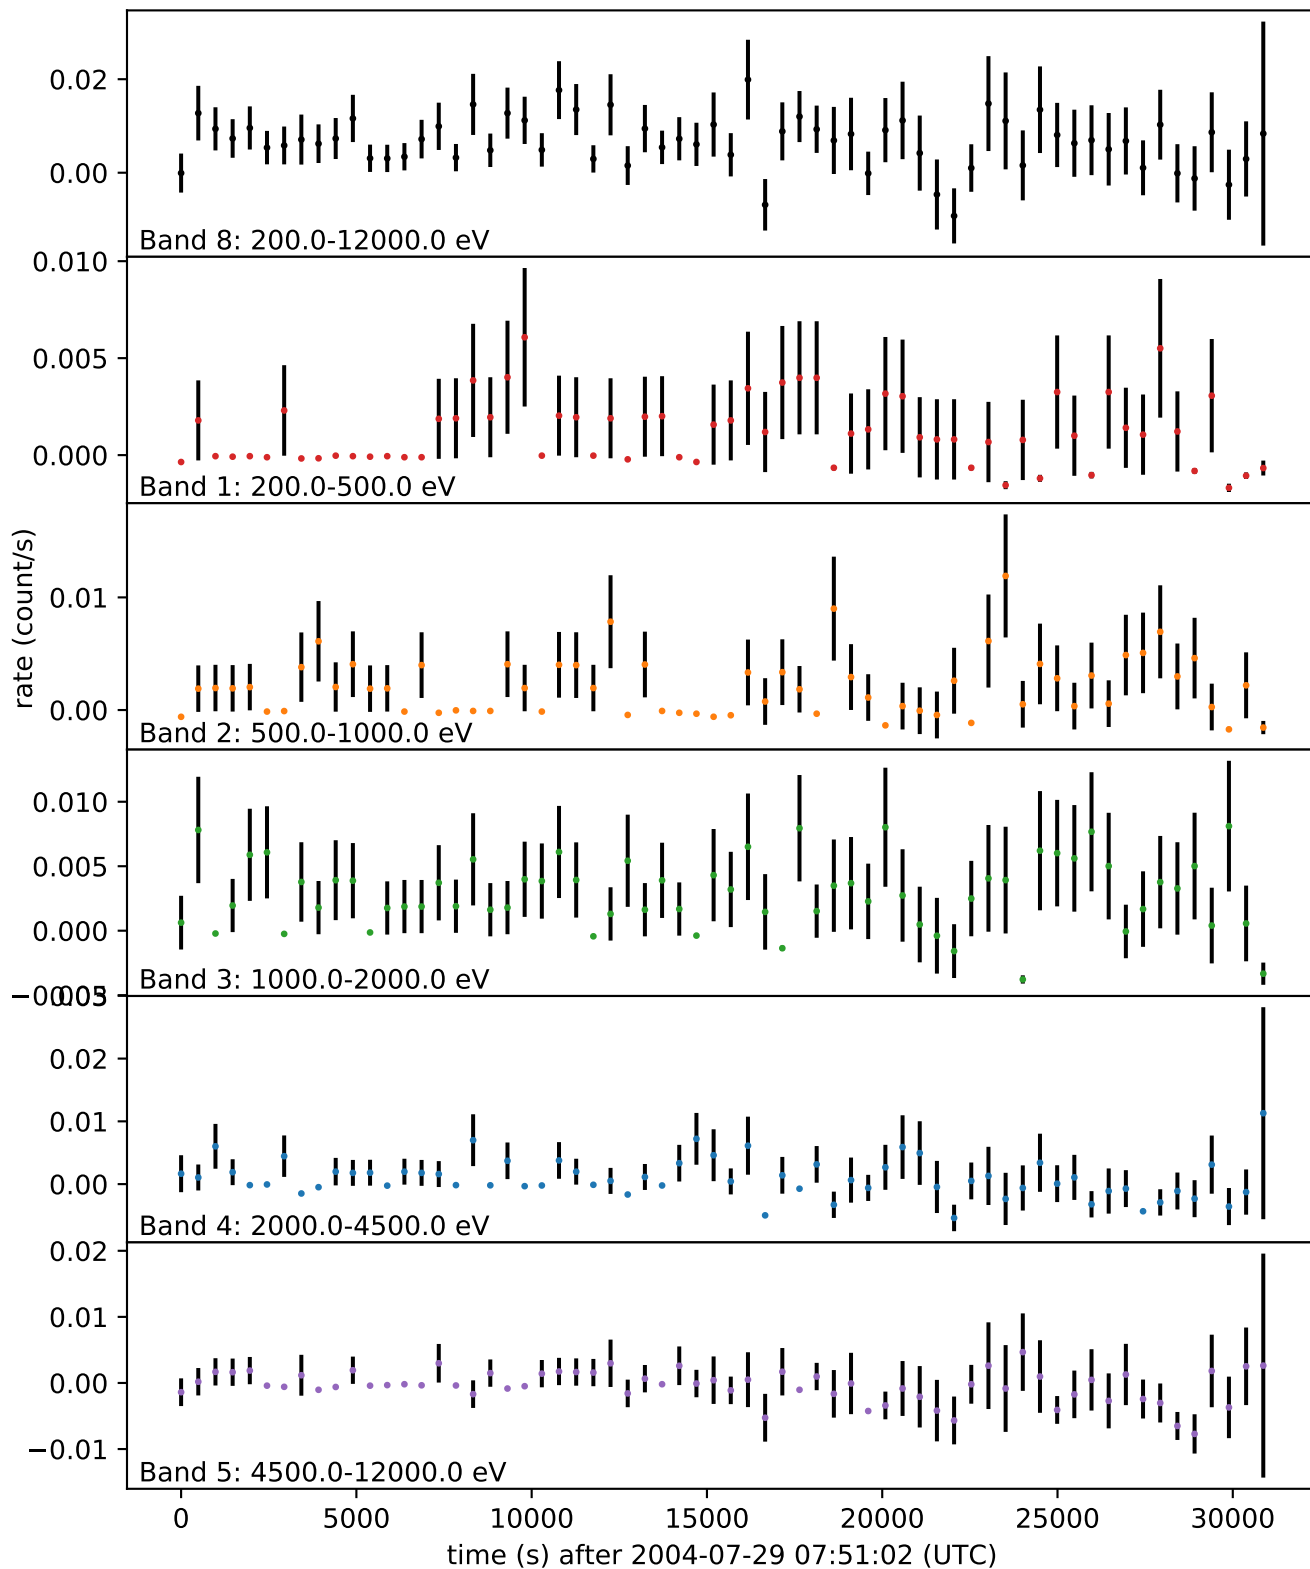 0.02
0.00
Band 8: 200.0-12000.0 eV
0.010
0.005
0.000
Band 1: 200.0-500.0 eV
rate (count/s)
0.01
0.00
Band 2: 500.0-1000.0 eV
0.010
0.005
0.000
Band 3: 1000.0-2000.0 eV
0.02
0.01
0.00
Band 4: 2000.0-4500.0 eV
0.02
0.01
0.00
−0.01
Band 5: 4500.0-12000.0 eV
0 5000 10000 15000 20000 25000 30000
time (s) after 2004-07-29 07:51:02 (UTC)